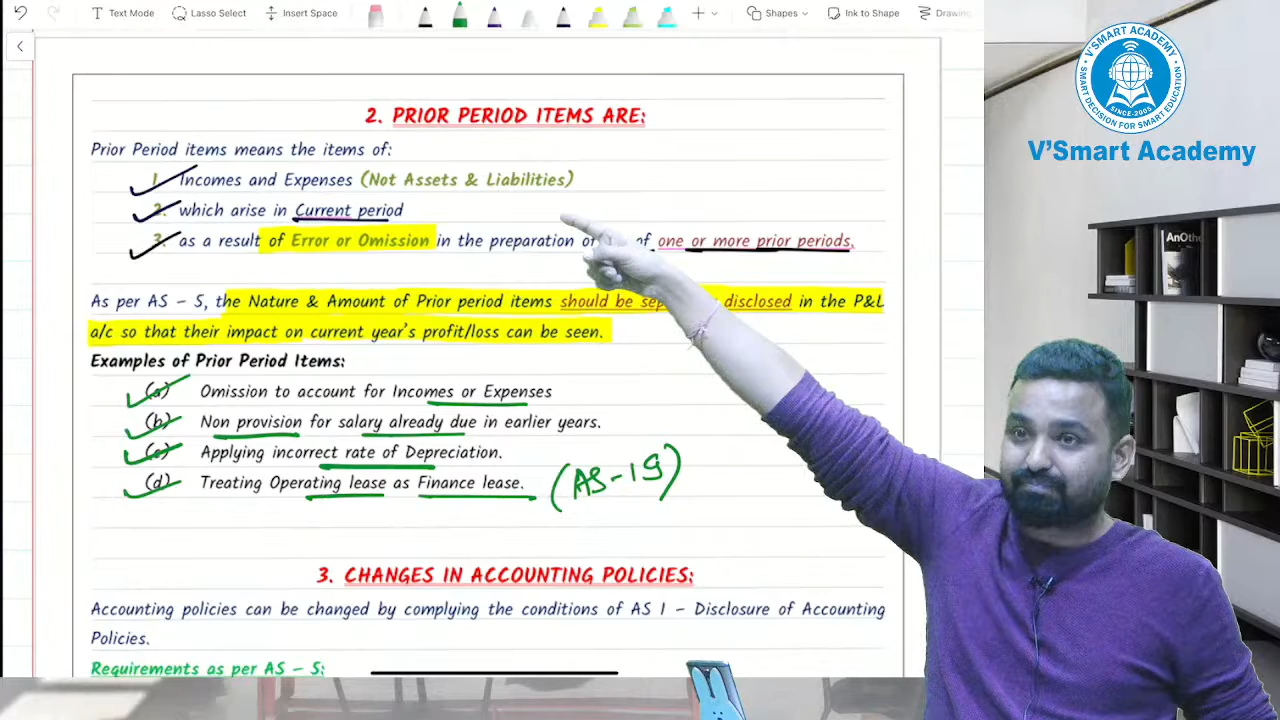 Text Mode Lasso Select Insert Space Shapes Ink to Shape Drawing
V'SMART ACADEMY
SMART DECISION FOR SMART EDUCATION
SINCE-2005
V'Smart Academy
2. PRIOR PERIOD ITEMS ARE:
Prior Period items means the items of:
1. Incomes and Expenses (Not Assets & Liabilities)
2. which arise in Current period
3. as a result of Error or Omission in the preparation of one or more prior periods,
As per AS – 5, the Nature & Amount of Prior period items should be disclosed in the P&L
a/c so that their impact on current year's profit/loss can be seen.
Examples of Prior Period Items:
(a) Omission to account for Incomes or Expenses
(b) Non provision for salary already due in earlier years.
(c) Applying incorrect rate of Depreciation.
(d) Treating Operating lease as Finance lease. (AS-19)
3. CHANGES IN ACCOUNTING POLICIES:
Accounting policies can be changed by complying the conditions of AS 1 – Disclosure of Accounting
Policies.
Requirements as per AS – 5: